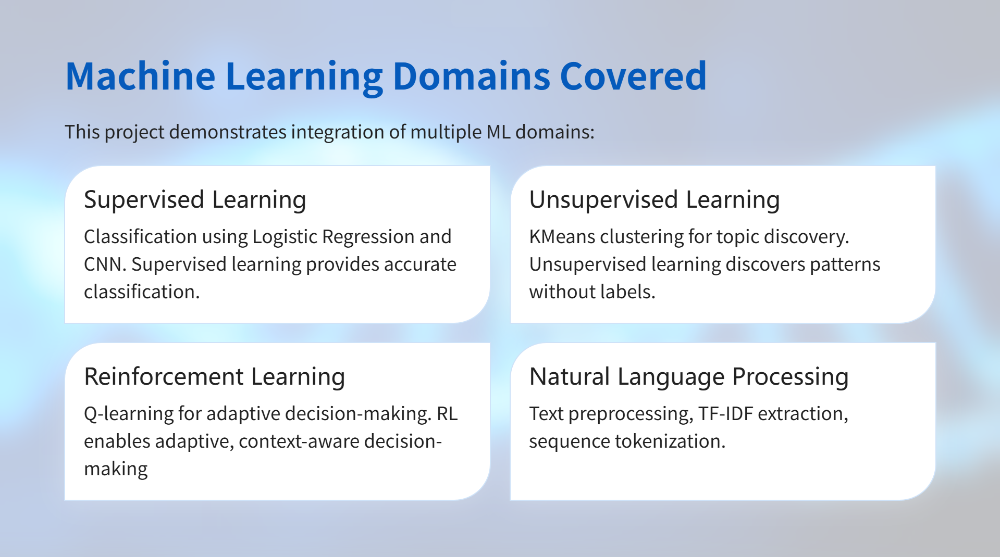 Machine Learning Domains Covered
This project demonstrates integration of multiple ML domains:
Supervised Learning
Classification using Logistic Regression and
CNN. Supervised learning provides accurate
classification.
Unsupervised Learning
KMeans clustering for topic discovery.
Unsupervised learning discovers patterns
without labels.
Reinforcement Learning
Q-learning for adaptive decision-making. RL
enables adaptive, context-aware decision-
making
Natural Language Processing
Text preprocessing, TF-IDF extraction,
sequence tokenization.